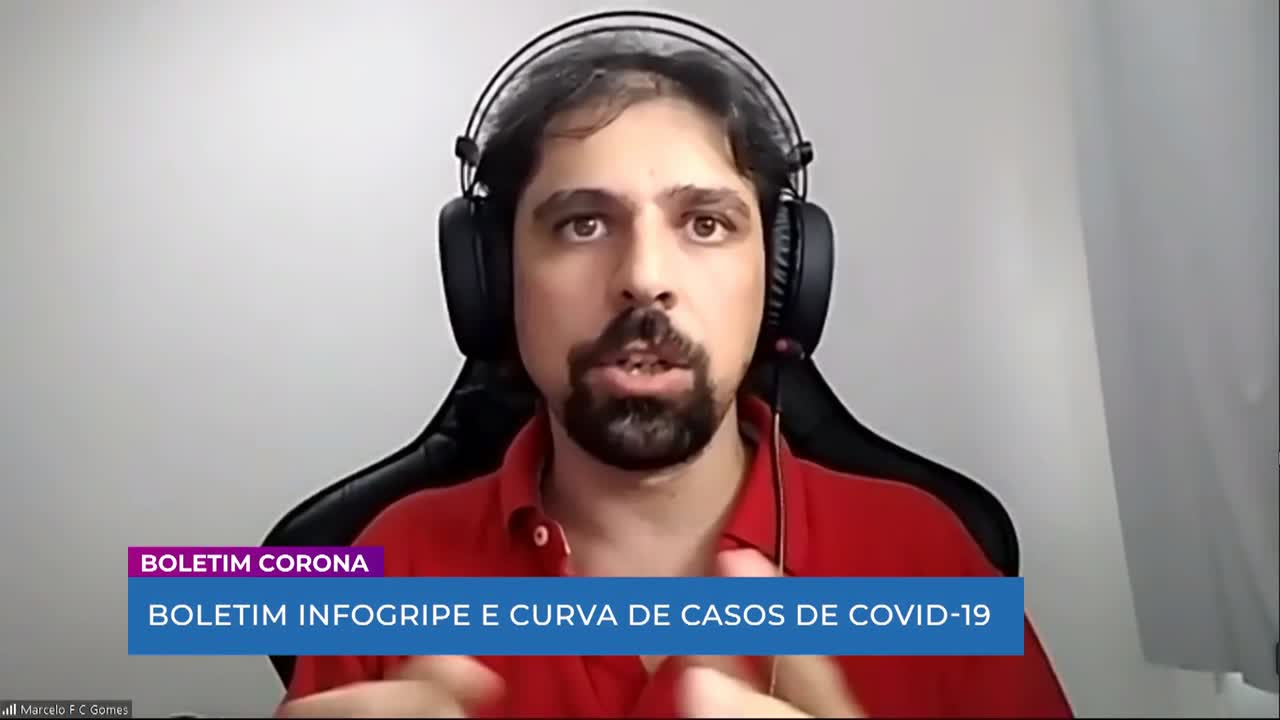 BOLETIM CORONA
BOLETIM INFOGRIPE E CURVA DE CASOS DE COVID-19
Marcelo F C Gomes